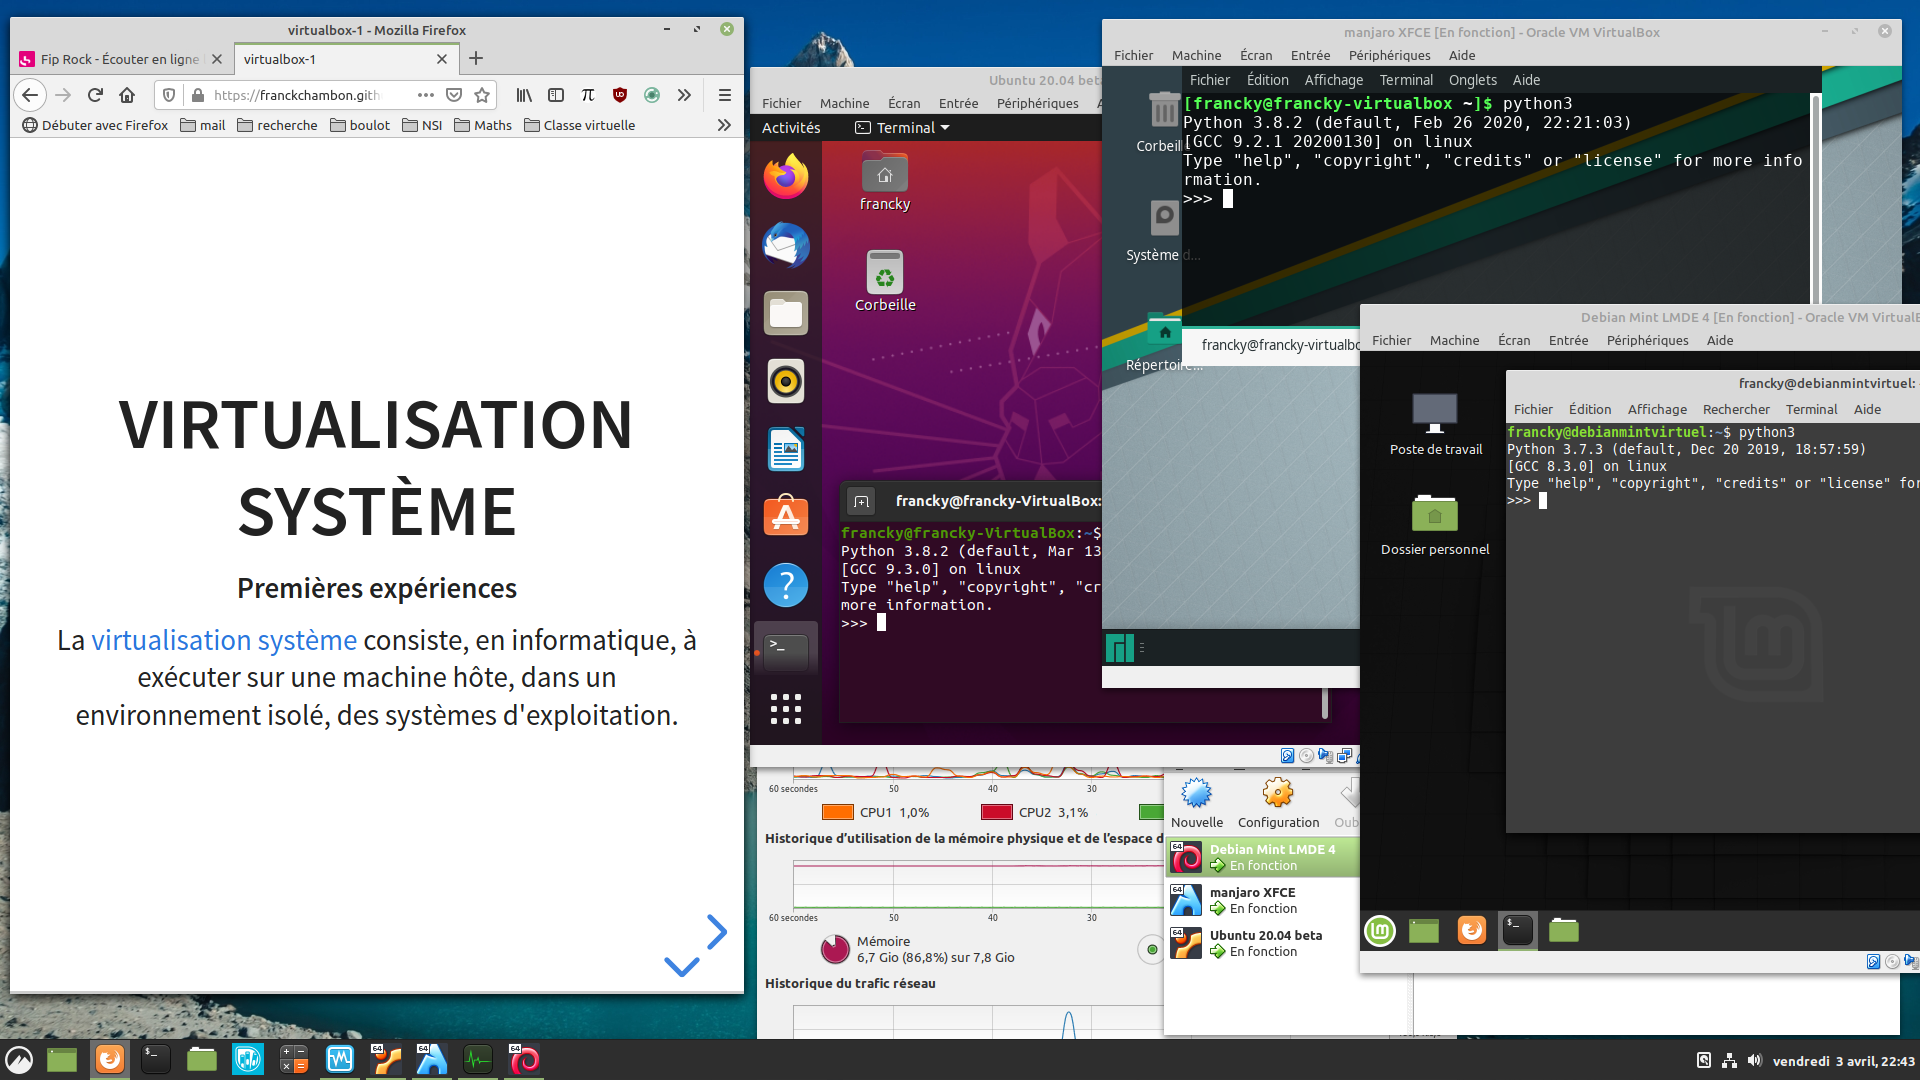 virtualbox-1 - Mozilla Firefox
Fip Rock - Écouter en ligne
virtualbox-1
https://franckchambon.gith
Débuter avec Firefox mail recherche boulot NSI Maths Classe virtuelle
VIRTUALISATION
SYSTÈME
Premières expériences
La virtualisation système consiste, en informatique, à
exécuter sur une machine hôte, dans un
environnement isolé, des systèmes d'exploitation.
Ubuntu 20.04 beta
Fichier Machine Écran Entrée Périphériques A
Activités Terminal
francky
Corbeille
francky@francky-VirtualBox:
francky@francky-VirtualBox:~$
Python 3.8.2 (default, Mar 13
[GCC 9.3.0] on linux
Type "help", "copyright", "cr
more information.
>>>
manjaro XFCE [En fonction] - Oracle VM VirtualBox
Fichier Machine Écran Entrée Périphériques Aide
Fichier Édition Affichage Terminal Onglets Aide
Corbeil
Système d...
Répertoire...
[francky@francky-virtualbox ~]$ python3
Python 3.8.2 (default, Feb 26 2020, 22:21:03)
[GCC 9.2.1 20200130] on linux
Type "help", "copyright", "credits" or "license" for more info
rmation.
>>>
francky@francky-virtualbo
Debian Mint LMDE 4 [En fonction] - Oracle VM VirtualB
Fichier Machine Écran Entrée Périphériques Aide
Poste de travail
Dossier personnel
francky@debianmintvirtuel:
Fichier Édition Affichage Rechercher Terminal Aide
francky@debianmintvirtuel:~$ python3
Python 3.7.3 (default, Dec 20 2019, 18:57:59)
[GCC 8.3.0] on linux
Type "help", "copyright", "credits" or "license" for
>>>
60 secondes 50 40 30
CPU1 1,0% CPU2 3,1%
Historique d'utilisation de la mémoire physique et de l'espace d
60 secondes 50 40 30
Mémoire
6,7 Gio (86,8%) sur 7,8 Gio
Historique du trafic réseau
Nouvelle Configuration Oub
64 Debian Mint LMDE 4
En fonction
64 manjaro XFCE
En fonction
64 Ubuntu 20.04 beta
En fonction
64 64 64
vendredi 3 avril, 22:43